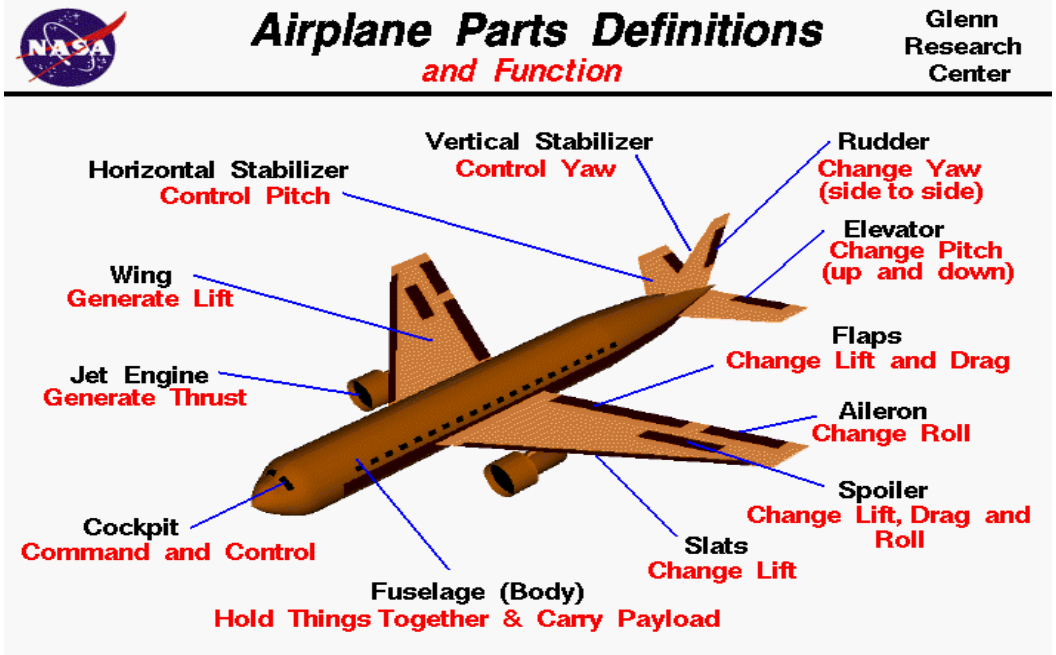 NASA
Airplane Parts Definitions
and Function
Glenn
Research
Center
Vertical Stabilizer
Control Yaw
Rudder
Change Yaw
(side to side)
Horizontal Stabilizer
Control Pitch
Elevator
Change Pitch
(up and down)
Wing
Generate Lift
Flaps
Change Lift and Drag
Jet Engine
Generate Thrust
Aileron
Change Roll
Spoiler
Change Lift, Drag and
Roll
Cockpit
Command and Control
Slats
Change Lift
Fuselage (Body)
Hold Things Together & Carry Payload